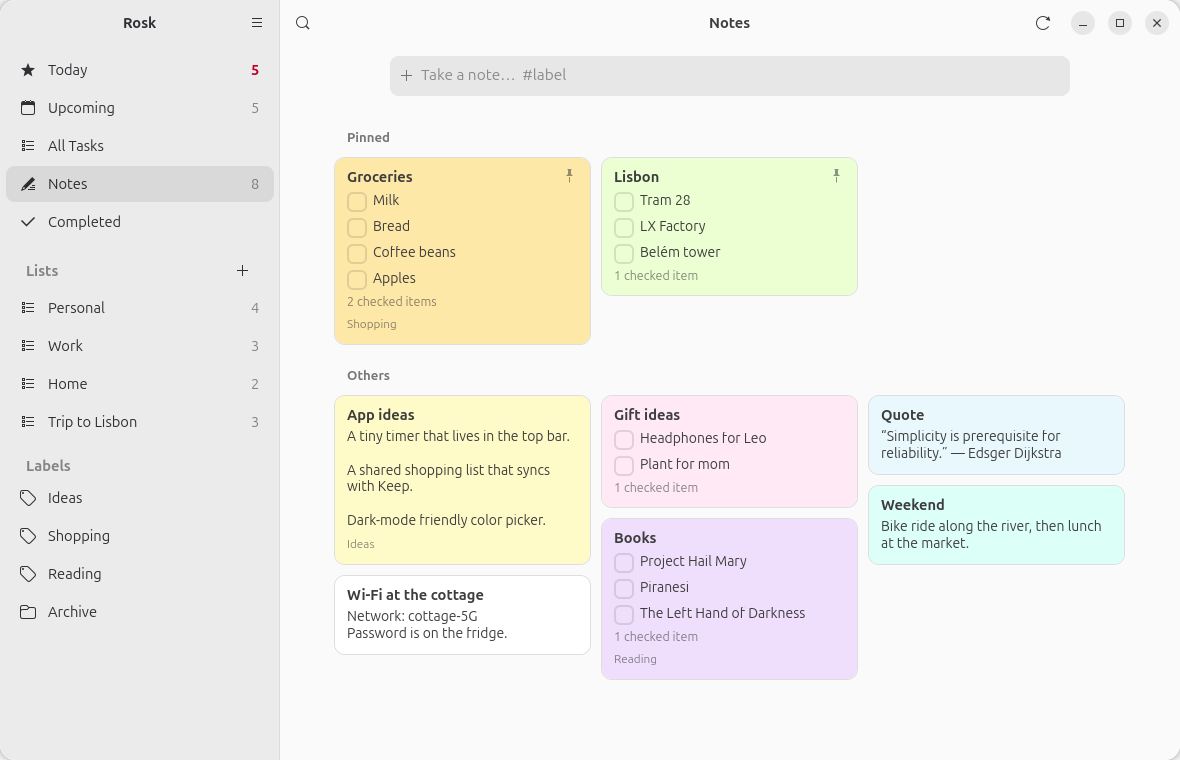 Rosk
Today 5
Upcoming 5
All Tasks
Notes 8
Completed
Lists
Personal 4
Work 3
Home 2
Trip to Lisbon 3
Labels
Ideas
Shopping
Reading
Archive
Notes
Take a note… #label
Pinned
Groceries
Milk
Bread
Coffee beans
Apples
2 checked items
Shopping
Lisbon
Tram 28
LX Factory
Belém tower
1 checked item
Others
App ideas
A tiny timer that lives in the top bar.
A shared shopping list that syncs
with Keep.
Dark-mode friendly color picker.
Ideas
Wi-Fi at the cottage
Network: cottage-5G
Password is on the fridge.
Gift ideas
Headphones for Leo
Plant for mom
1 checked item
Books
Project Hail Mary
Piranesi
The Left Hand of Darkness
1 checked item
Reading
Quote
“Simplicity is prerequisite for
reliability.” — Edsger Dijkstra
Weekend
Bike ride along the river, then lunch
at the market.